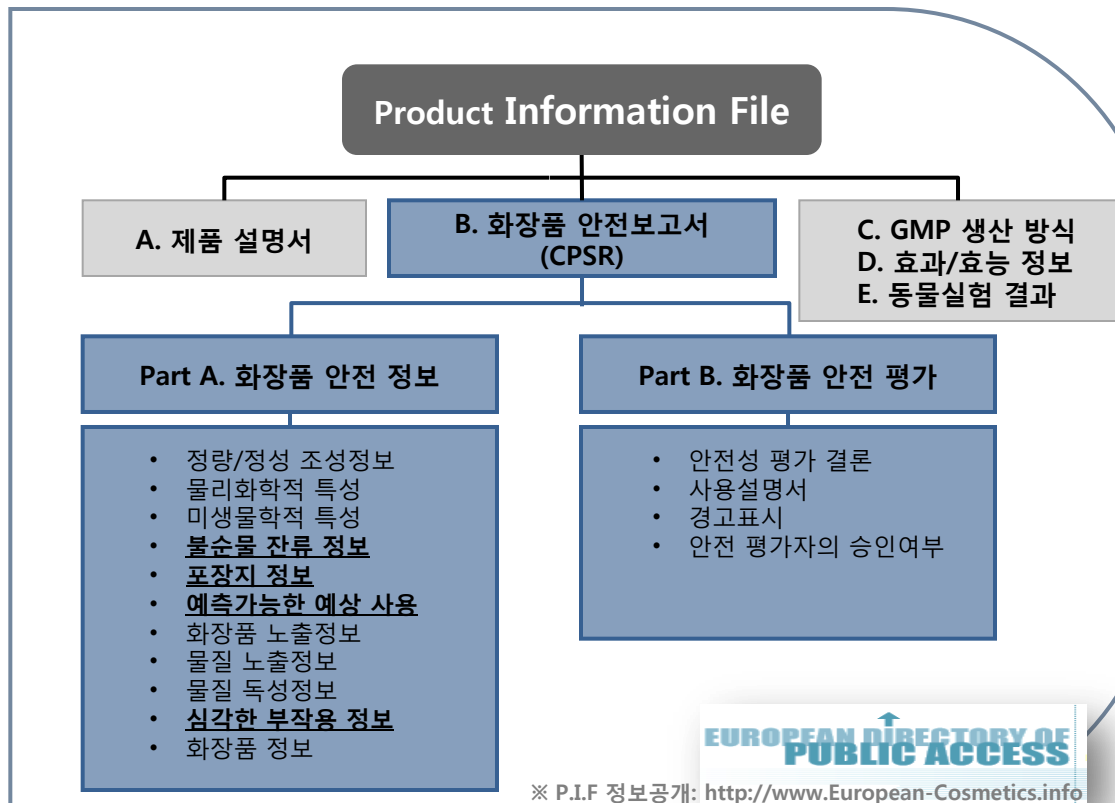 Product Information File
A. 제품 설명서
B. 화장품 안전보고서
(CPSR)
C. GMP 생산 방식
D. 효과/효능 정보
E. 동물실험 결과
Part A. 화장품 안전 정보
• 정량/정성 조성정보
• 물리화학적 특성
• 미생물학적 특성
• 불순물 잔류 정보
• 포장지 정보
• 예측가능한 예상 사용
• 화장품 노출정보
• 물질 노출정보
• 물질 독성정보
• 심각한 부작용 정보
• 화장품 정보
Part B. 화장품 안전 평가
• 안전성 평가 결론
• 사용설명서
• 경고표시
• 안전 평가자의 승인여부
EUROPEAN DIRECTORY OF
PUBLIC ACCESS
※ P.I.F 정보공개: http://www.European-Cosmetics.info